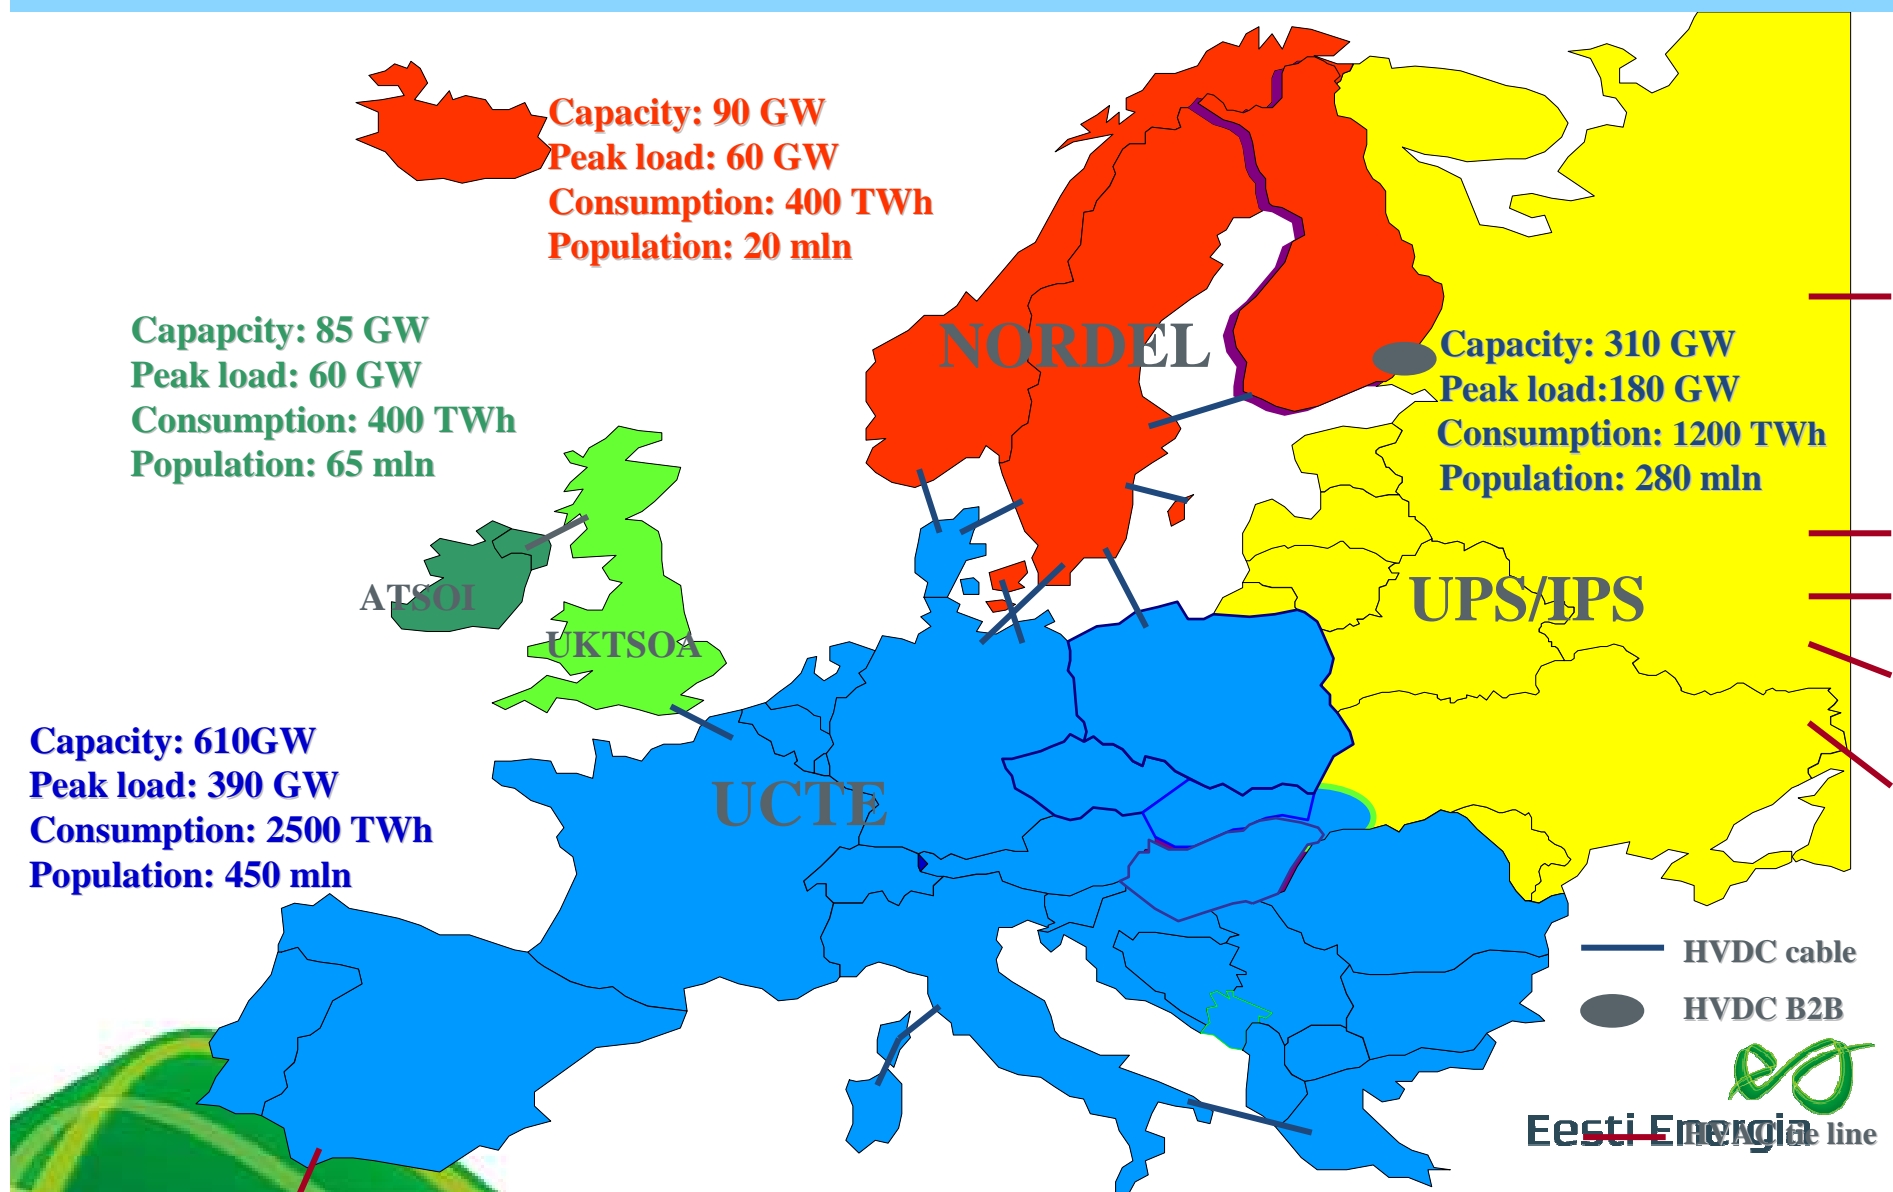 Capacity: 90 GW
Peak load: 60 GW
Consumption: 400 TWh
Population: 20 mln
Capapcity: 85 GW
Peak load: 60 GW
Consumption: 400 TWh
Population: 65 mln
NORDEL
Capacity: 310 GW
Peak load:180 GW
Consumption: 1200 TWh
Population: 280 mln
ATSOI
UKTSOA
UPS/IPS
Capacity: 610GW
Peak load: 390 GW
Consumption: 2500 TWh
Population: 450 mln
UCTE
HVDC cable
HVDC B2B
Eesti Energia
HVAC tie line